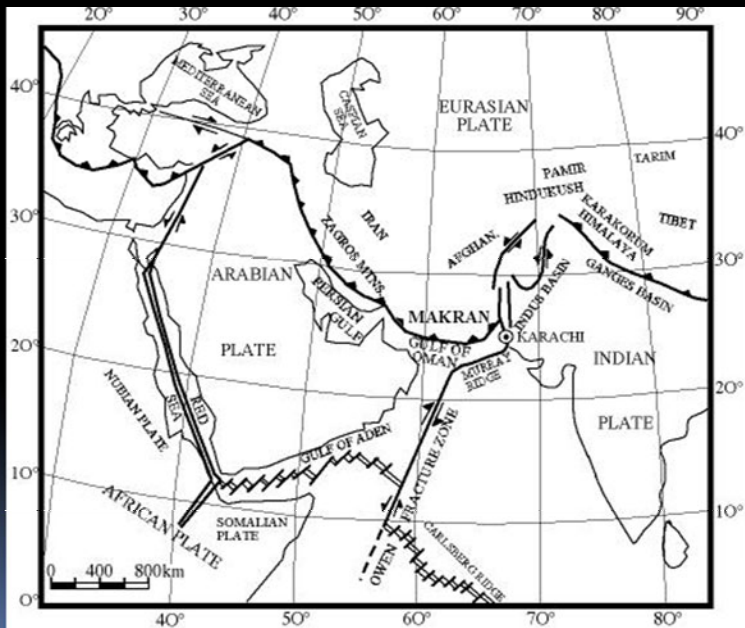 20° 30° 40° 50° 60° 70° 80° 90°
MEDITERRANEAN
SEA
CASPIAN
SEA
EURASIAN
PLATE
40°
40°
PAMIR
HINDUKUSH
TARIM
KARAKORUM
HIMALAYA
TIBET
GANGES BASIN
30°
30°
IRAN
ZAGROS MTNS.
AFGHAN.
ARABIAN
PLATE
PERSIAN
GULF
MAKRAN
INDUS BASIN
KARACHI
GULF OF
OMAN
MURRAY
RIDGE
INDIAN
PLATE
20°
20°
NUBIAN PLATE
RED
SEA
GULF OF ADEN
OWEN FRACTURE ZONE
10°
10°
AFRICAN PLATE
SOMALIAN
PLATE
CARLSBERG RIDGE
0 400 800km
0°
40° 50° 60° 70° 80°